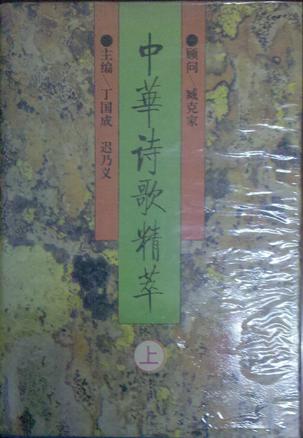 ●顾问╲臧克家
中華诗歌精萃
上
●主编╲丁国成 迟乃义